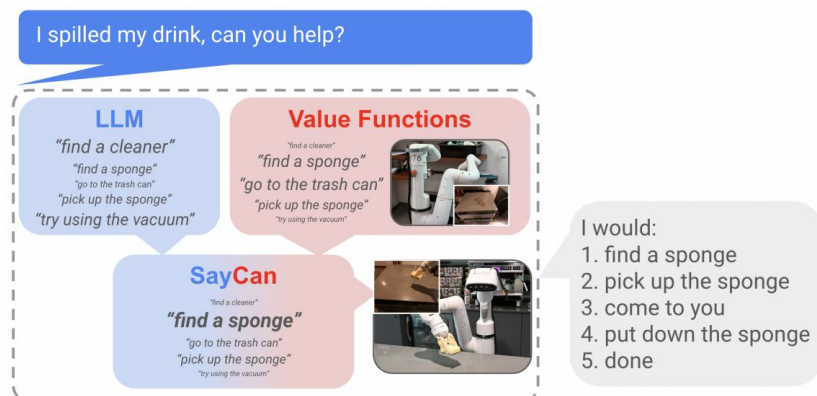 I spilled my drink, can you help?
LLM
“find a cleaner”
“find a sponge”
“go to the trash can”
“pick up the sponge”
“try using the vacuum”
Value Functions
“find a cleaner”
“find a sponge”
“go to the trash can”
“pick up the sponge”
“try using the vacuum”
SayCan
“find a cleaner”
“find a sponge”
“go to the trash can”
“pick up the sponge”
“try using the vacuum”
I would:
1. find a sponge
2. pick up the sponge
3. come to you
4. put down the sponge
5. done